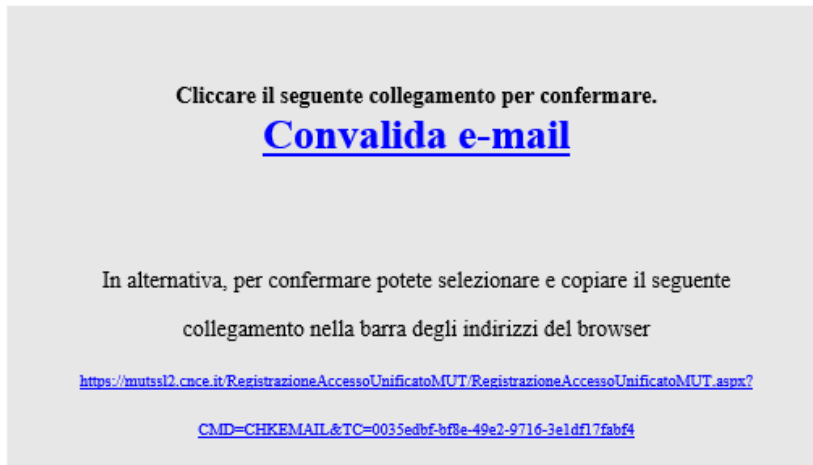 Cliccare il seguente collegamento per confermare.
Convalida e-mail
In alternativa, per confermare potete selezionare e copiare il seguente
collegamento nella barra degli indirizzi del browser
https://mutssl2.cnce.it/RegistrazioneAccessoUnificatoMUT/RegistrazioneAccessoUnificatoMUT.aspx?
CMD=CHKEMAIL&TC=0035edbf-bf8e-49e2-9716-3e1df17fabf4